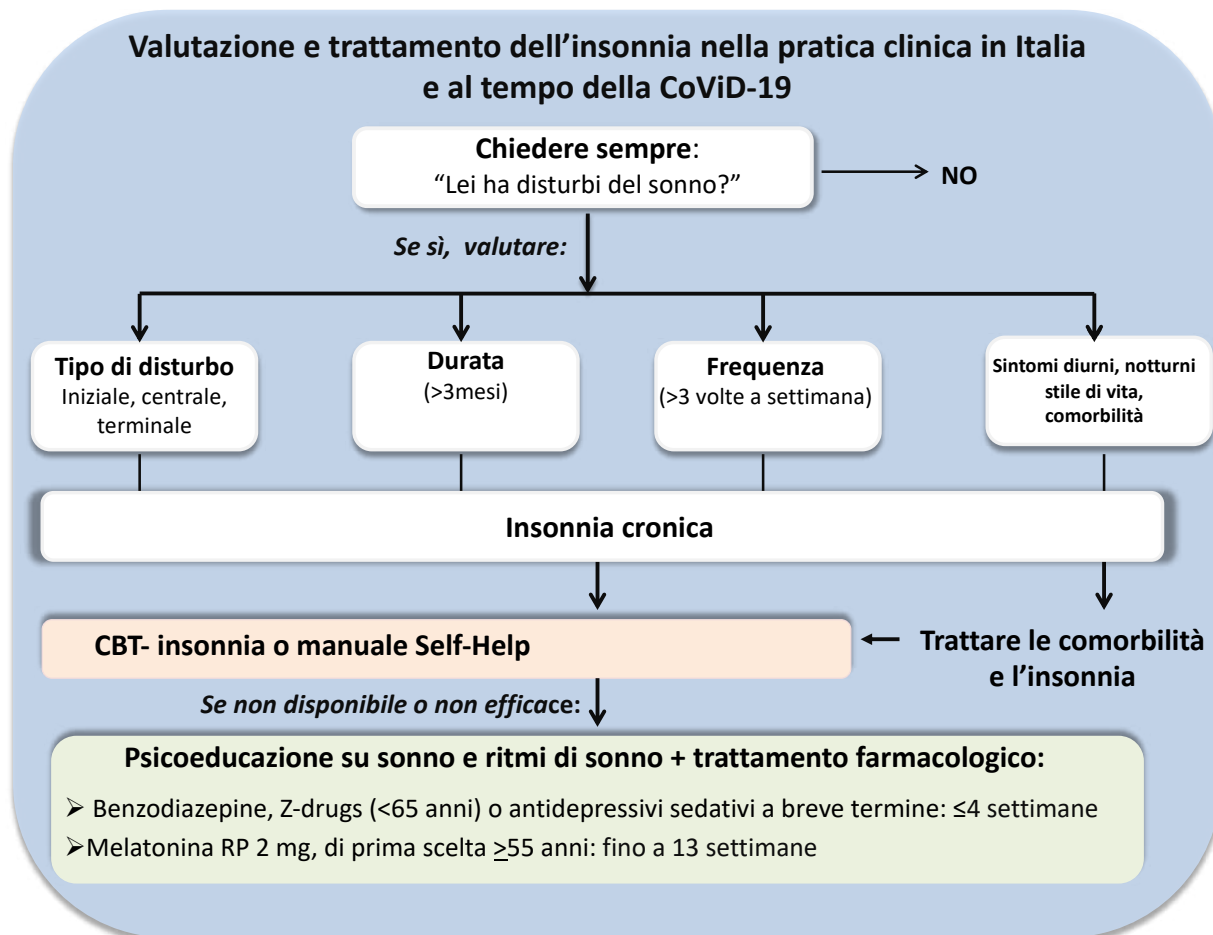 Valutazione e trattamento dell’insonnia nella pratica clinica in Italia
e al tempo della CoViD-19
Chiedere sempre:
“Lei ha disturbi del sonno?”
NO
Se sì, valutare:
Tipo di disturbo
Iniziale, centrale,
terminale
Durata
(>3mesi)
Frequenza
(>3 volte a settimana)
Sintomi diurni, notturni
stile di vita,
comorbilità
Insonnia cronica
CBT- insonnia o manuale Self-Help
Trattare le comorbilità
e l’insonnia
Se non disponibile o non efficace:
Psicoeducazione su sonno e ritmi di sonno + trattamento farmacologico:
➢ Benzodiazepine, Z-drugs (<65 anni) o antidepressivi sedativi a breve termine: ≤4 settimane
➢Melatonina RP 2 mg, di prima scelta ≥55 anni: fino a 13 settimane